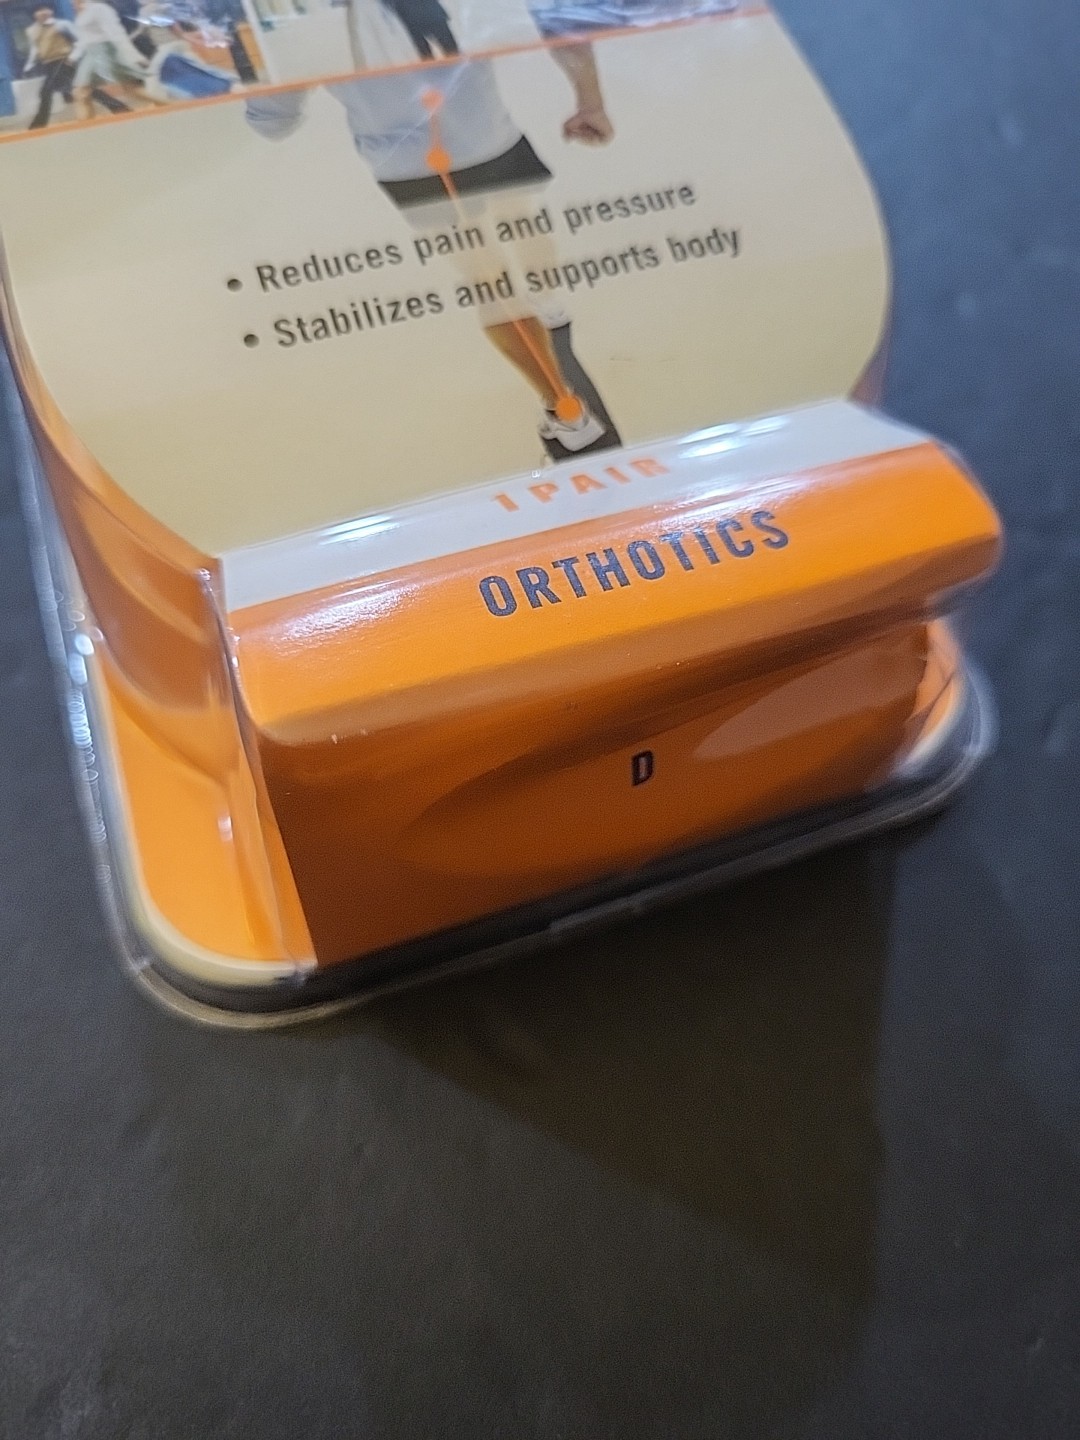 • Reduces pain and pressure
• Stabilizes and supports body
1 PAIR
ORTHOTICS
D